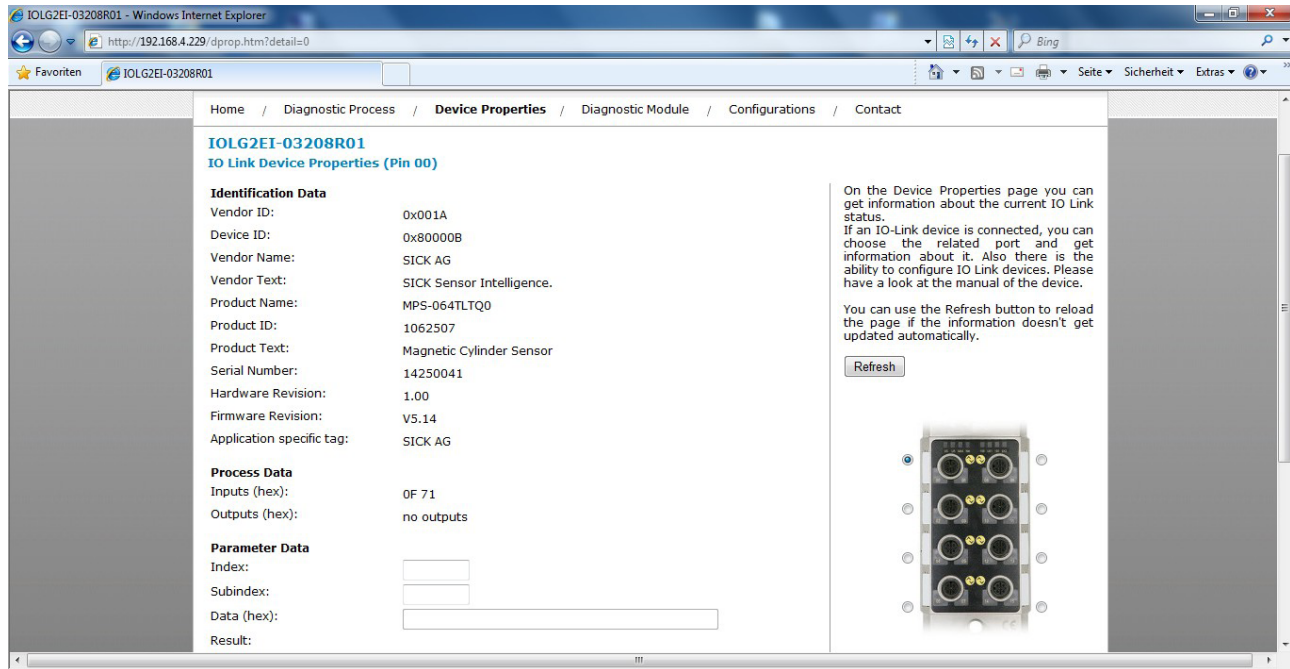 IOLG2EI-03208R01 - Windows Internet Explorer
http://192.168.4.229/dprop.htm?detail=0
Bing
Favoriten
IOLG2EI-03208R01
Seite
Sicherheit
Extras
Home / Diagnostic Process / Device Properties / Diagnostic Module / Configurations / Contact
IOLG2EI-03208R01
IO Link Device Properties (Pin 00)
Identification Data
Vendor ID: 0x001A
Device ID: 0x80000B
Vendor Name: SICK AG
Vendor Text: SICK Sensor Intelligence.
Product Name: MPS-064TLTQ0
Product ID: 1062507
Product Text: Magnetic Cylinder Sensor
Serial Number: 14250041
Hardware Revision: 1.00
Firmware Revision: V5.14
Application specific tag: SICK AG
Process Data
Inputs (hex): 0F 71
Outputs (hex): no outputs
Parameter Data
Index:
Subindex:
Data (hex):
Result:
On the Device Properties page you can
get information about the current IO Link
status.
If an IO-Link device is connected, you can
choose the related port and get
information about it. Also there is the
ability to configure IO Link devices. Please
have a look at the manual of the device.
You can use the Refresh button to reload
the page if the information doesn't get
updated automatically.
Refresh
CE